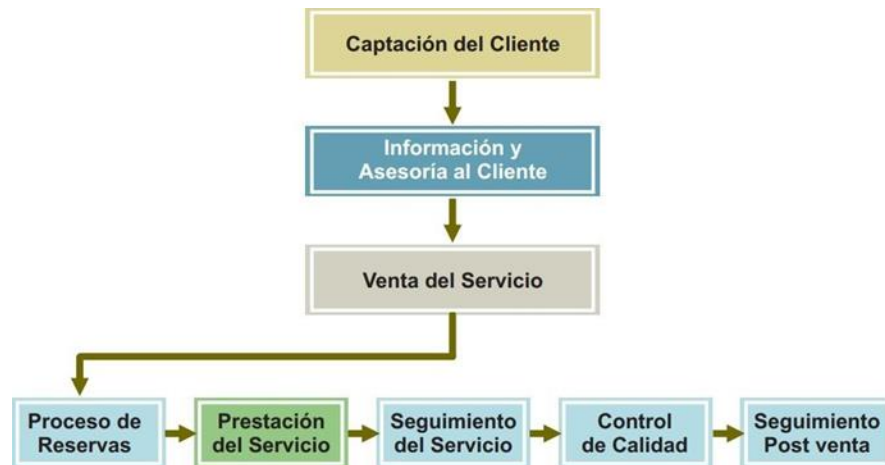 Captación del Cliente
Información y
Asesoría al Cliente
Venta del Servicio
Proceso de
Reservas
Prestación
del Servicio
Seguimiento
del Servicio
Control
de Calidad
Seguimiento
Post venta